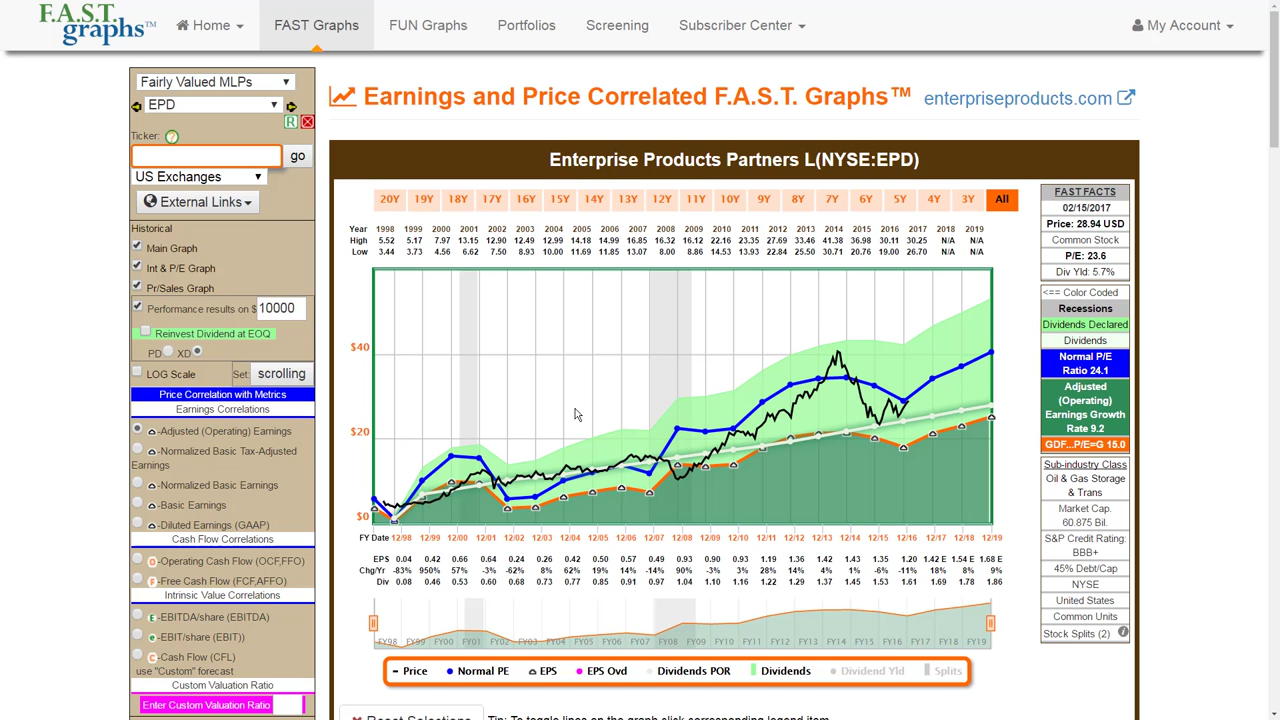 F.A.S.T. graphs™
Home
FAST Graphs
FUN Graphs
Portfolios
Screening
Subscriber Center
My Account
Fairly Valued MLPs
EPD
R
Ticker: ?
go
US Exchanges
External Links
Historical
Main Graph
Int & P/E Graph
Pr/Sales Graph
Performance results on $ 10000
Reinvest Dividend at EOQ
PD XD
LOG Scale Set: scrolling
Price Correlation with Metrics
Earnings Correlations
-Adjusted (Operating) Earnings
-Normalized Basic Tax-Adjusted
Earnings
-Normalized Basic Earnings
-Basic Earnings
-Diluted Earnings (GAAP)
Cash Flow Correlations
O -Operating Cash Flow (OCF,FFO)
F -Free Cash Flow (FCF,AFFO)
Intrinsic Value Correlations
E -EBITDA/share (EBITDA)
e -EBIT/share (EBIT))
C -Cash Flow (CFL)
use "Custom" forecast
Custom Valuation Ratio
Enter Custom Valuation Ratio
Earnings and Price Correlated F.A.S.T. Graphs™ enterpriseproducts.com
Enterprise Products Partners L(NYSE:EPD)
20Y 19Y 18Y 17Y 16Y 15Y 14Y 13Y 12Y 11Y 10Y 9Y 8Y 7Y 6Y 5Y 4Y 3Y All
Year 1998 1999 2000 2001 2002 2003 2004 2005 2006 2007 2008 2009 2010 2011 2012 2013 2014 2015 2016 2017 2018 2019
High 5.52 5.17 7.97 13.15 12.90 12.49 12.99 14.18 14.99 16.85 16.32 16.12 22.16 23.35 27.69 33.46 41.38 36.98 30.11 30.25 N/A N/A
Low 3.44 3.73 4.56 6.62 7.50 8.93 10.00 11.69 11.85 13.07 8.00 8.86 14.53 13.93 22.84 25.50 30.71 20.76 19.00 26.70 N/A N/A
$40
$20
$0
FY Date 12/98 12/99 12/00 12/01 12/02 12/03 12/04 12/05 12/06 12/07 12/08 12/09 12/10 12/11 12/12 12/13 12/14 12/15 12/16 12/17 12/18 12/19
EPS 0.04 0.42 0.66 0.64 0.24 0.26 0.42 0.50 0.57 0.49 0.93 0.90 0.93 1.19 1.36 1.42 1.43 1.35 1.20 1.42 E 1.54 E 1.68 E
Chg/Yr -83% 950% 57% -3% -62% 8% 62% 19% 14% -14% 90% -3% 3% 28% 14% 4% 1% -6% -11% 18% 8% 9%
Div 0.08 0.46 0.53 0.60 0.68 0.73 0.77 0.85 0.91 0.97 1.04 1.10 1.16 1.22 1.29 1.37 1.45 1.53 1.61 1.69 1.78 1.86
FY98 FY99 FY00 FY01 FY02 FY03 FY04 FY05 FY06 FY07 FY08 FY09 FY10 FY11 FY12 FY13 FY14 FY15 FY16 FY17 FY18 FY19
Price Normal PE EPS EPS Ovd Dividends POR Dividends Dividend Yld Splits
Reset Selections Tip: To toggle lines on the graph click corresponding legend item
FAST FACTS
02/15/2017
Price: 28.94 USD
Common Stock
P/E: 23.6
Div Yld: 5.7%
<== Color Coded
Recessions
Dividends Declared
Dividends
Normal P/E
Ratio 24.1
Adjusted
(Operating)
Earnings Growth
Rate 9.2
GDF...P/E=G 15.0
Sub-industry Class
Oil & Gas Storage
& Trans
Market Cap.
60.875 Bil.
S&P Credit Rating:
BBB+
45% Debt/Cap
NYSE
United States
Common Units
Stock Splits (2)